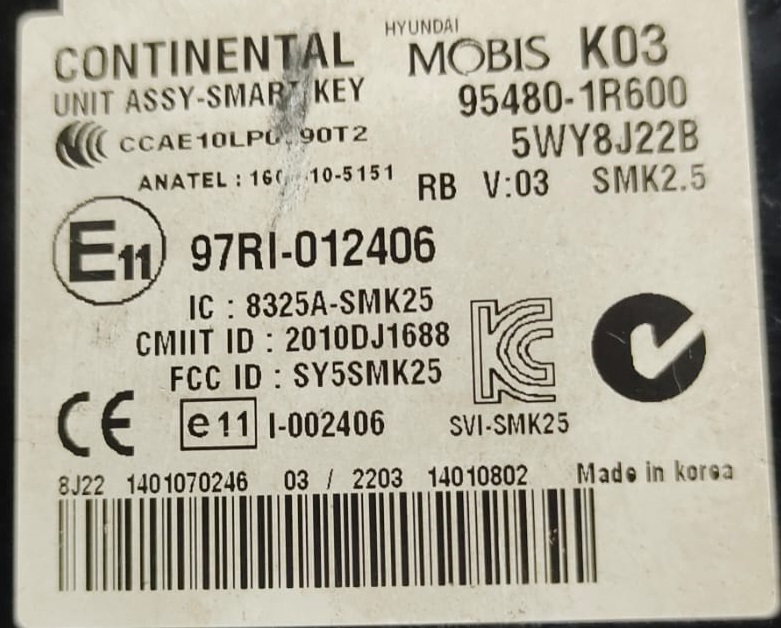 CONTINENTAL HYUNDAI MOBIS K03
UNIT ASSY-SMART KEY 95480-1R600
5WY8J22B
ANATEL : RB V:03 SMK2.5
E11 97RI-012406
IC : 8325A-SMK25
CMIIT ID : 2010DJ1688
FCC ID : SY5SMK25
CE e11 I-002406 SVI-SMK25
8J22 1401070246 03 / 2203 14010802 Made in korea